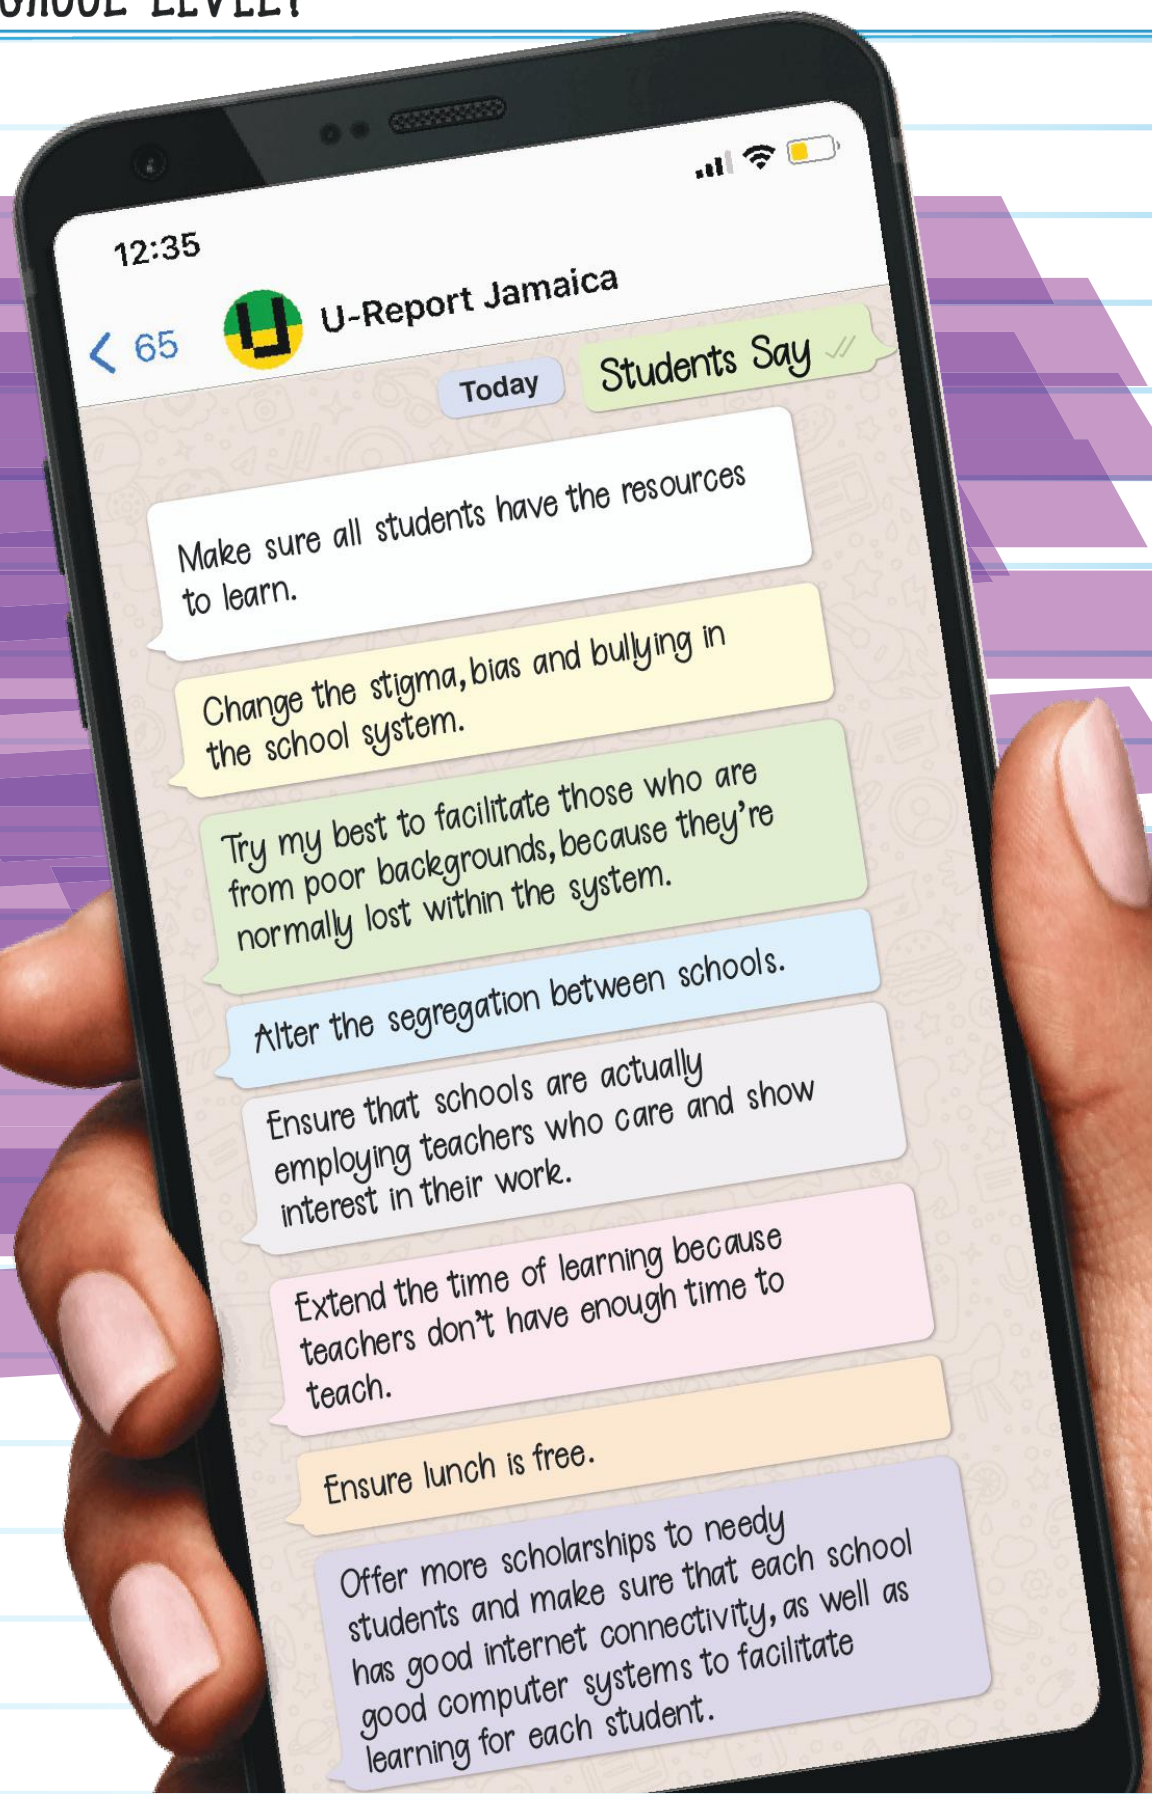 LEVEL?
12:35
65
U-Report Jamaica
Today
Students Say
Make sure all students have the resources
to learn.
Change the stigma, bias and bullying in
the school system.
Try my best to facilitate those who are
from poor backgrounds, because they're
normally lost within the system.
Alter the segregation between schools.
Ensure that schools are actually
employing teachers who care and show
interest in their work.
Extend the time of learning because
teachers don't have enough time to
teach.
Ensure lunch is free.
Offer more scholarships to needy
students and make sure that each school
has good internet connectivity, as well as
good computer systems to facilitate
learning for each student.